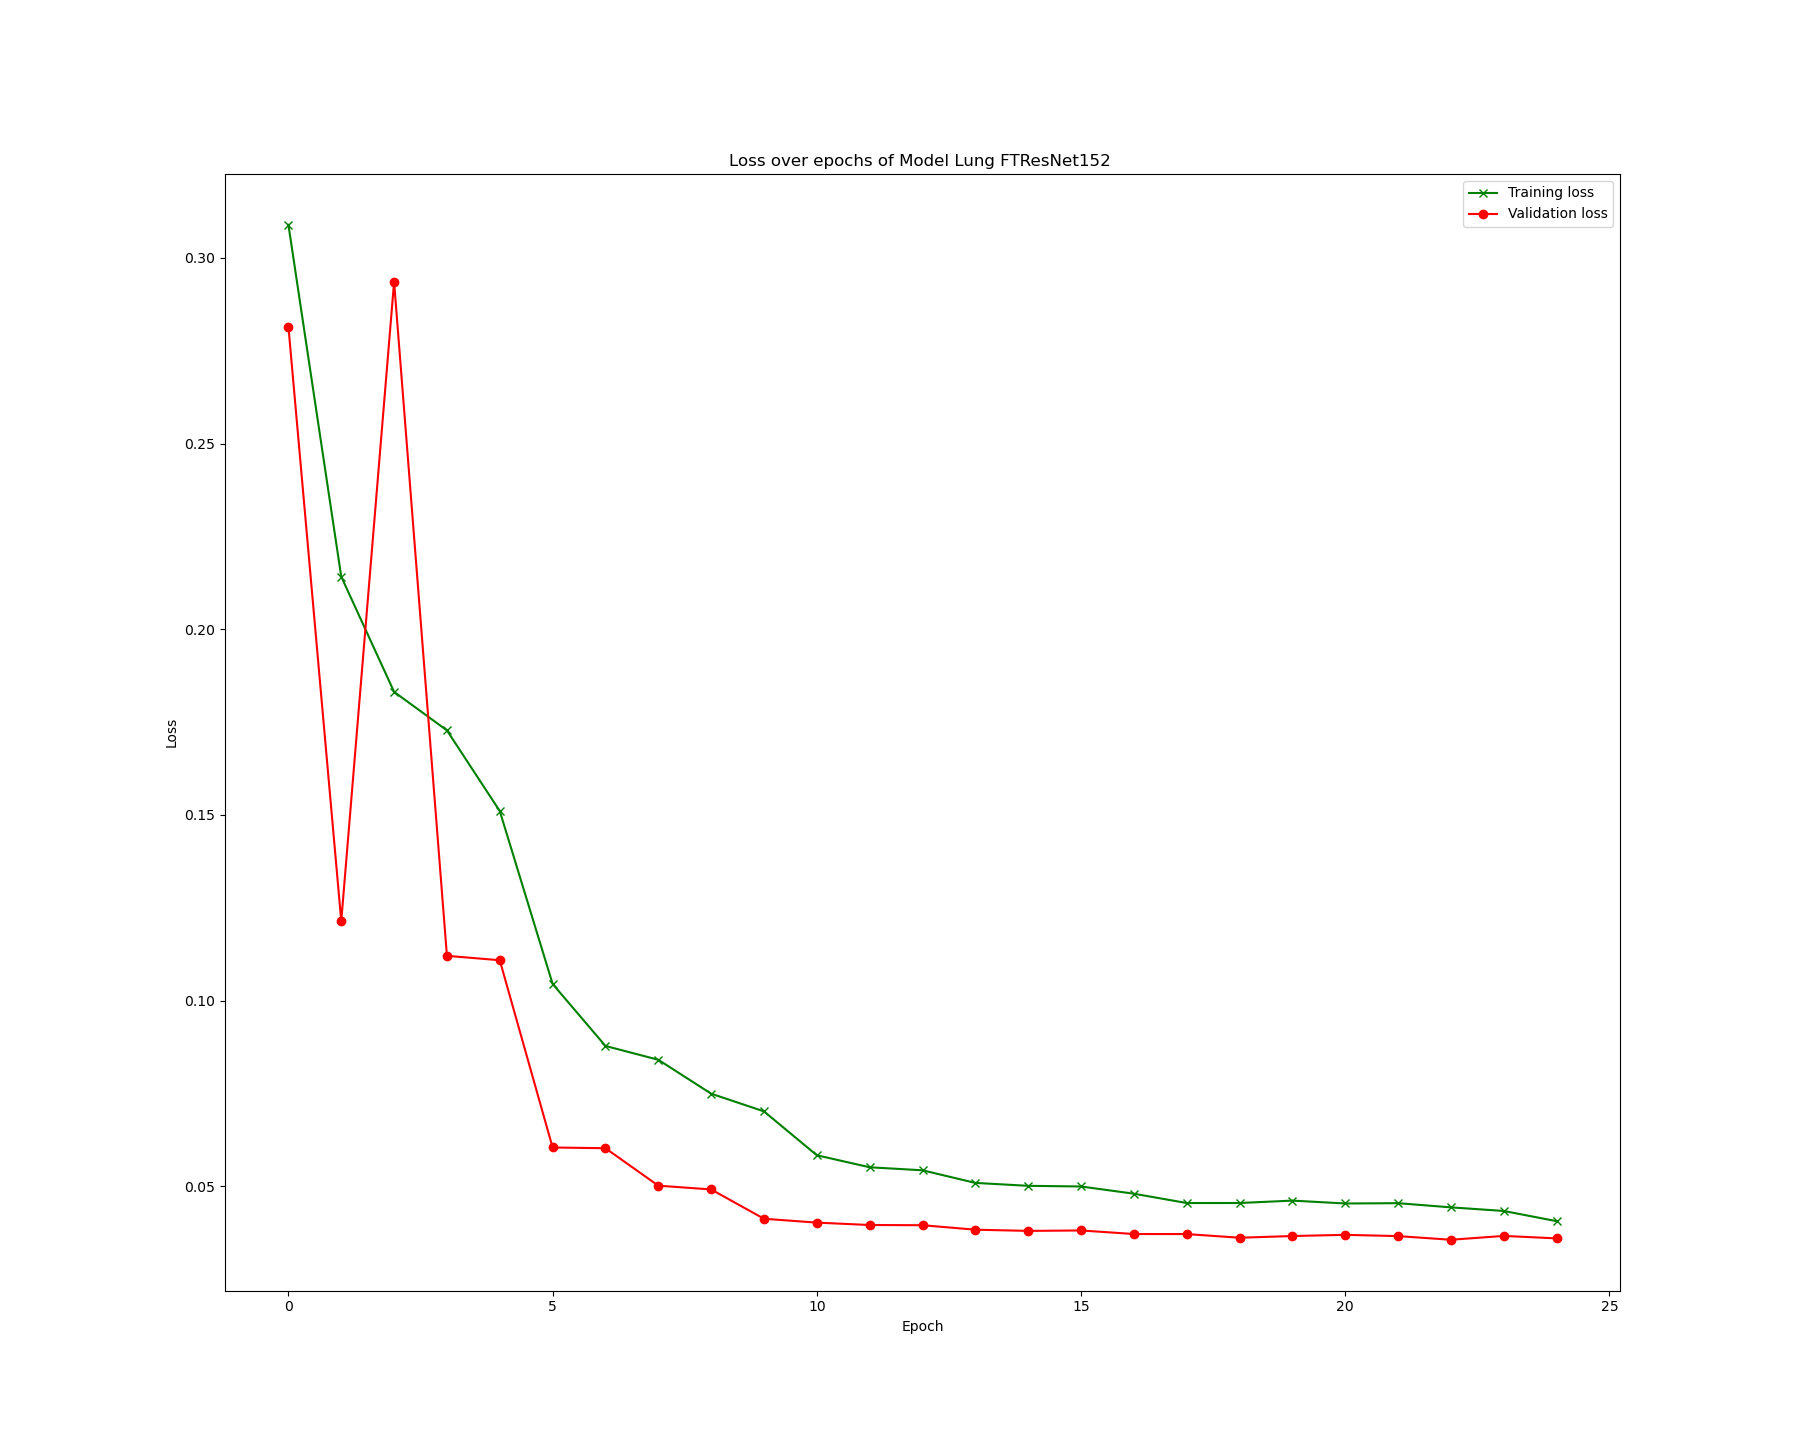 Loss over epochs of Model Lung FTResNet152
Training loss
Validation loss
0.30
0.25
0.20
0.15
0.10
0.05
Loss
0 5 10 15 20 25
Epoch